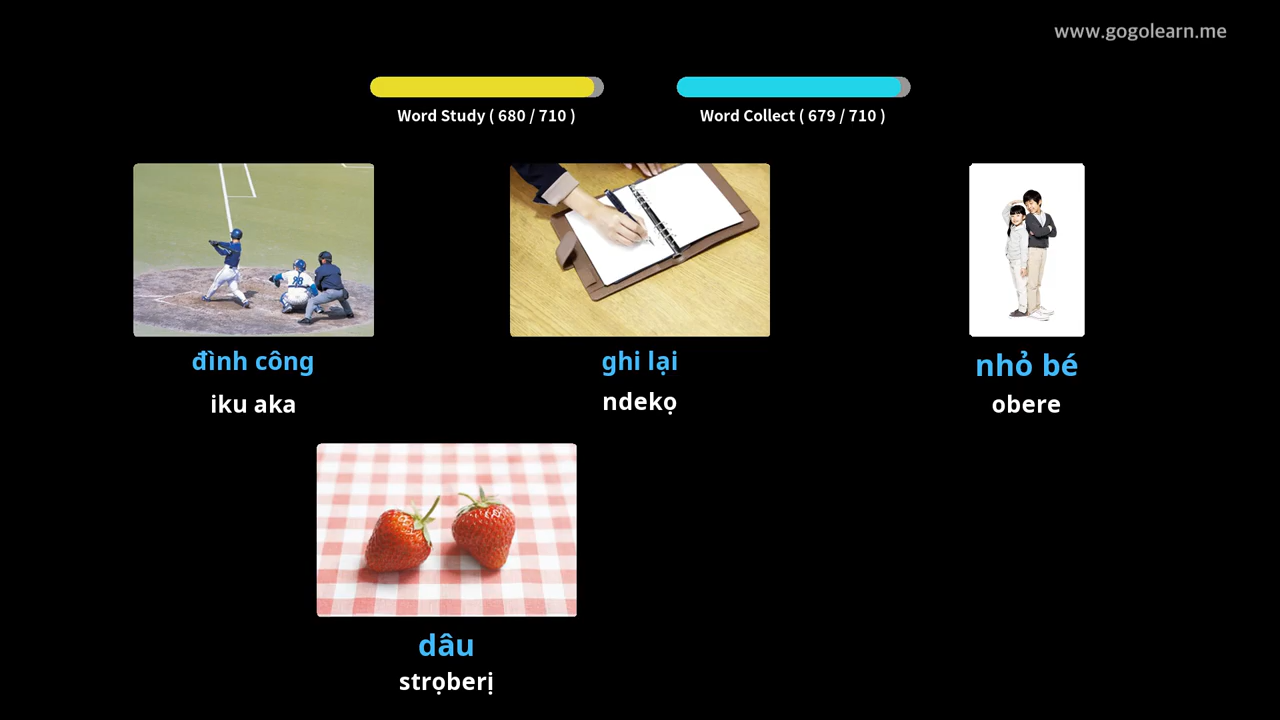 www.gogolearn.me
Word Study ( 680 / 710 )
Word Collect ( 679 / 710 )
đình công
iku aka
ghi lại
ndekọ
nhỏ bé
obere
dâu
strọberị